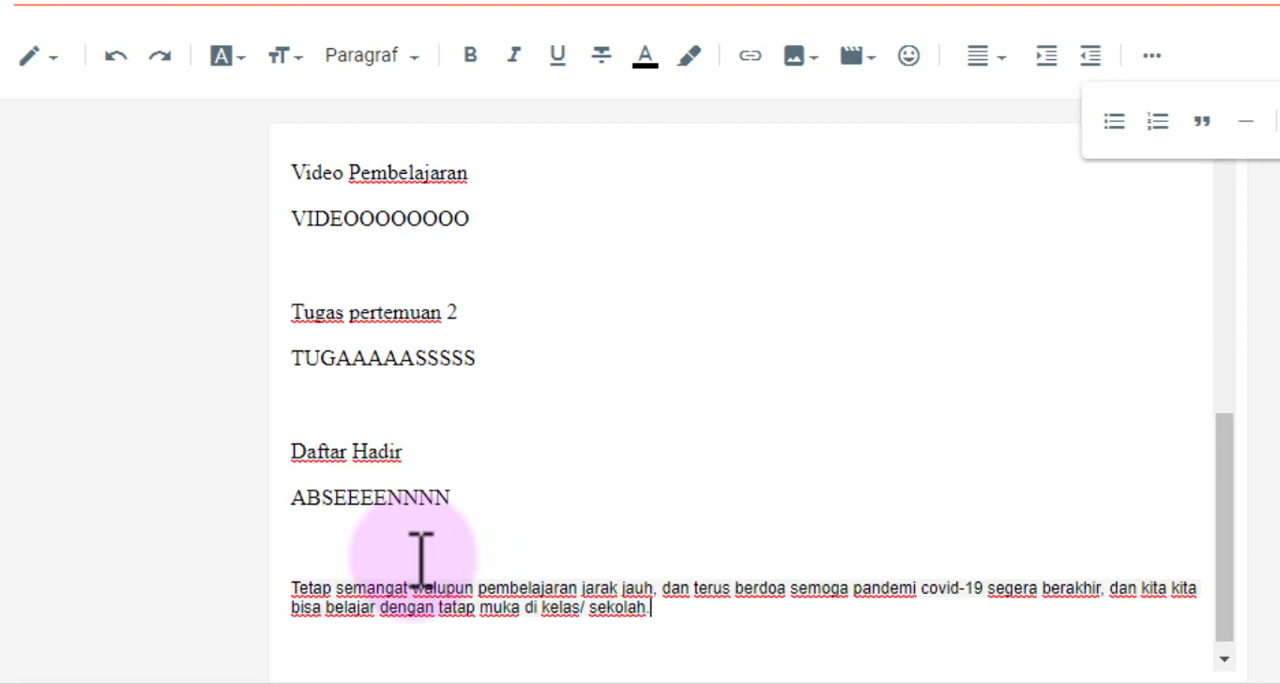 Paragraf
Video Pembelajaran
VIDEOOOOOOOO
Tugas pertemuan 2
TUGAAAAASSSSS
Daftar Hadir
ABSEEEENNNN
Tetap semangat walupun pembelajaran jarak jauh, dan terus berdoa semoga pandemi covid-19 segera berakhir, dan kita kita
bisa belajar dengan tatap muka di kelas/ sekolah.